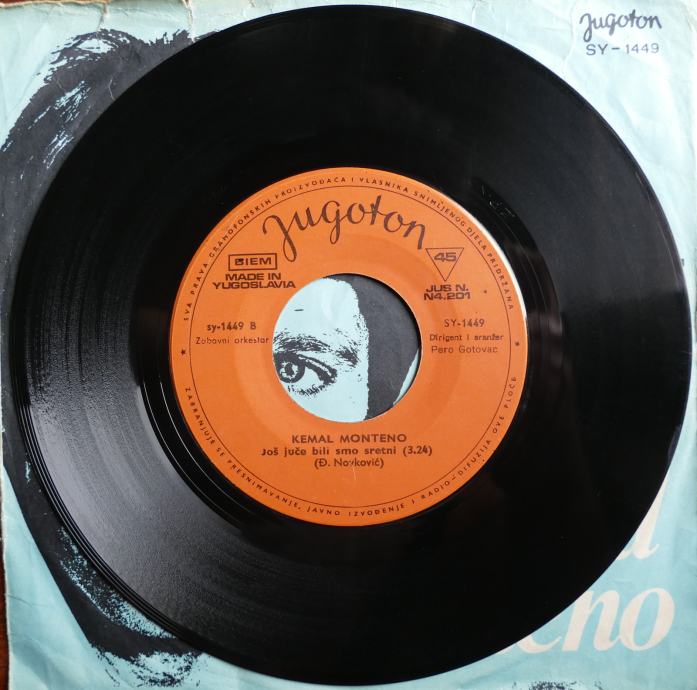 Jugoton
SY-1449
SVA PRAVA GRAMOFONSKIH PROIZVOĐAČA I VLASNIKA SNIMLJENOG DJELA PRIDRŽANA
Jugoton
BIEM
MADE IN
YUGOSLAVIA
45
JUS N.
N4.201
sy-1449 B
Zabavni orkestar
SY-1449
Dirigent i aranžer
Pero Gotovac
KEMAL MONTENO
Još juče bili smo sretni (3.24)
(Đ. Novković)
ZABRANJUJE SE PRESNIMAVANJE, JAVNO IZVOĐENJE I RADIO-DIFUZIJA OVE PLOČE
eno